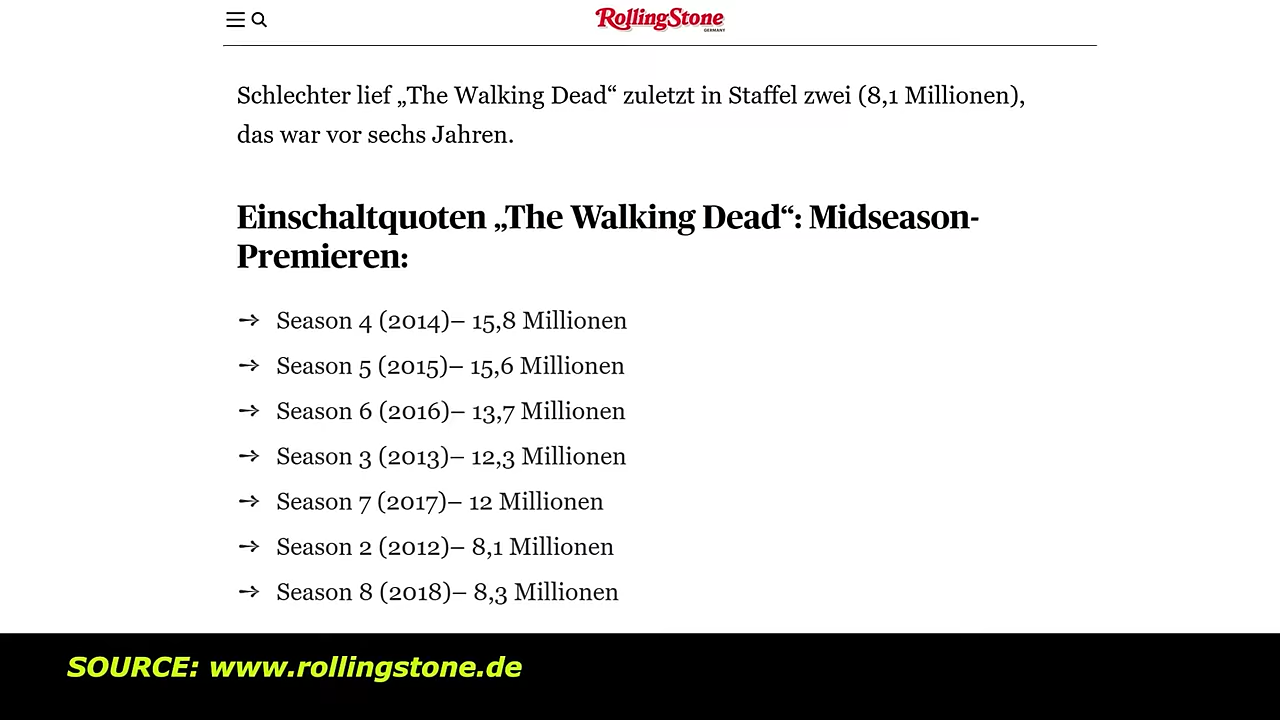 RollingStone
GERMANY
Schlechter lief „The Walking Dead“ zuletzt in Staffel zwei (8,1 Millionen),
das war vor sechs Jahren.
Einschaltquoten „The Walking Dead“: Midseason-
Premieren:
➙ Season 4 (2014)– 15,8 Millionen
➙ Season 5 (2015)– 15,6 Millionen
➙ Season 6 (2016)– 13,7 Millionen
➙ Season 3 (2013)– 12,3 Millionen
➙ Season 7 (2017)– 12 Millionen
➙ Season 2 (2012)– 8,1 Millionen
➙ Season 8 (2018)– 8,3 Millionen
SOURCE: www.rollingstone.de